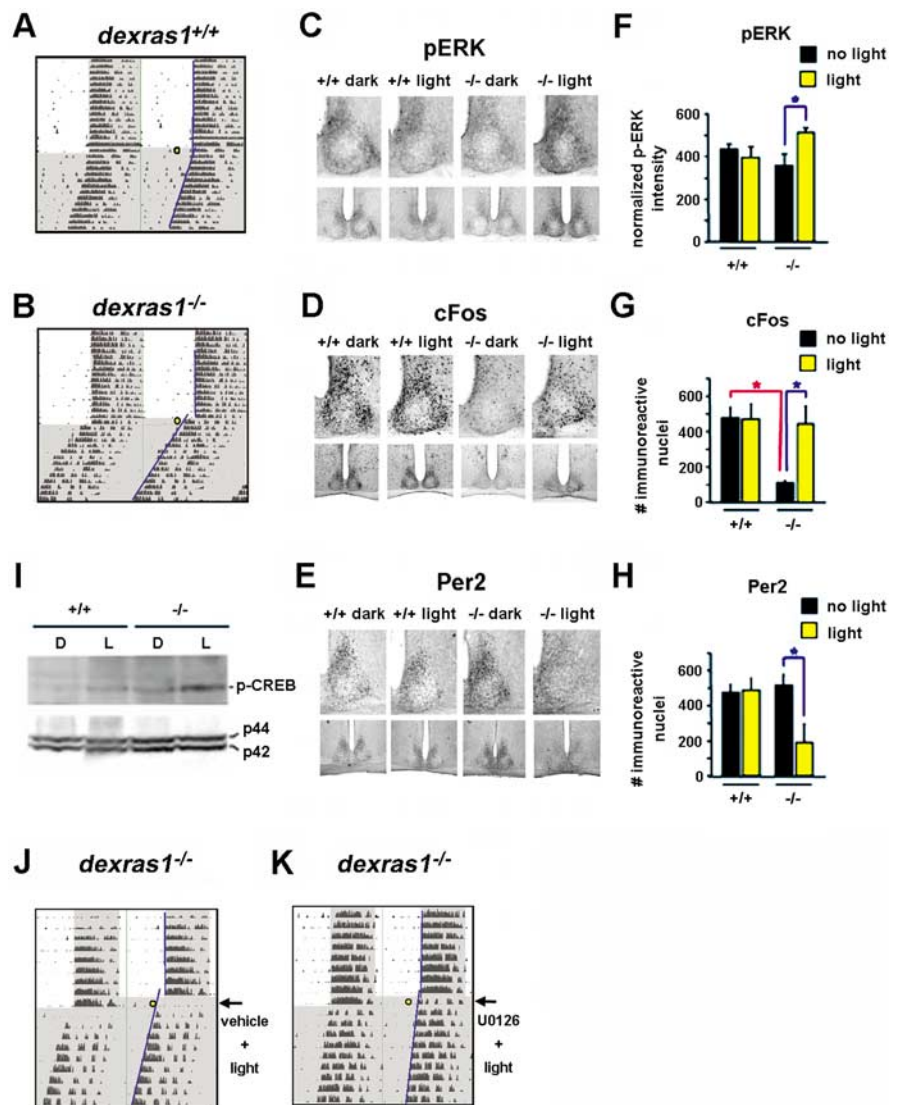 A
dexras1+/+
B
dexras1-/-
C
pERK
+/+ dark +/+ light -/- dark -/- light
D
cFos
+/+ dark +/+ light -/- dark -/- light
E
Per2
+/+ dark +/+ light -/- dark -/- light
F
pERK
no light
light
*
normalized p-ERK
intensity
600
400
200
0
+/+ -/-
G
cFos
no light
light
* *
# immunoreactive
nuclei
600
400
200
0
+/+ -/-
H
Per2
no light
light
*
# immunoreactive
nuclei
600
400
200
0
+/+ -/-
I
+/+ -/-
D L D L
p-CREB
p44
p42
J
dexras1-/-
vehicle
+
light
K
dexras1-/-
U0126
+
light